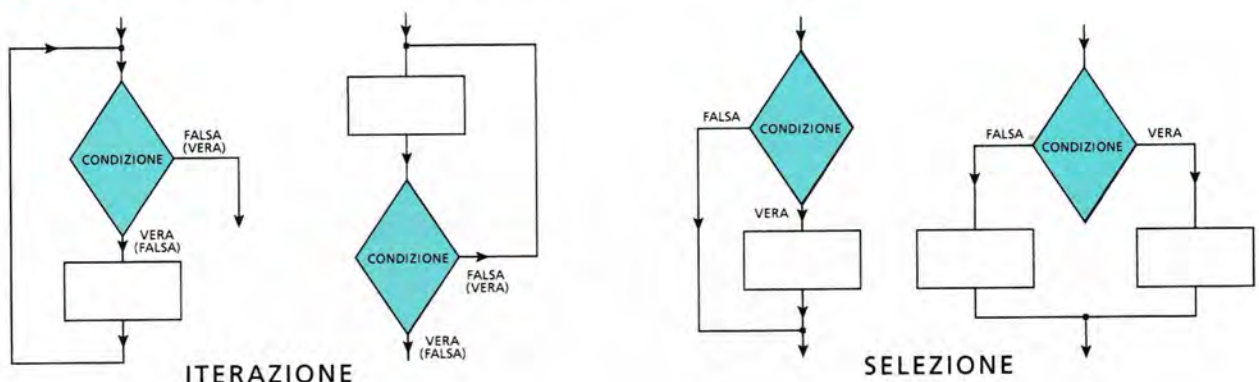 CONDIZIONE
FALSA
(VERA)
VERA
(FALSA)
CONDIZIONE
FALSA
(VERA)
VERA
(FALSA)
ITERAZIONE
FALSA
CONDIZIONE
VERA
FALSA
CONDIZIONE
VERA
SELEZIONE